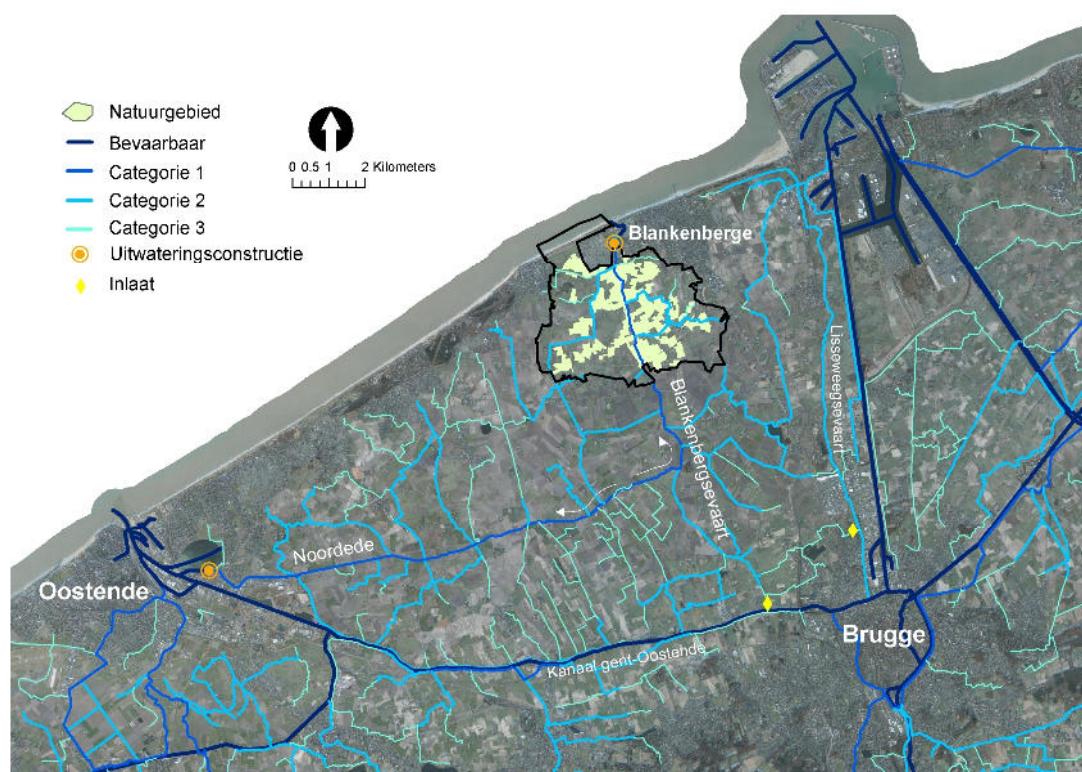 Natuurgebied
Bevaarbaar
Categorie 1
Categorie 2
Categorie 3
Uitwateringsconstructie
Inlaat
0 0.5 1 2 Kilometers
Blankenberge
Lissoweegsevaart
Blankenbergsevaart
Noordede
Oostende
Brugge
Kanaal gent-Oostende